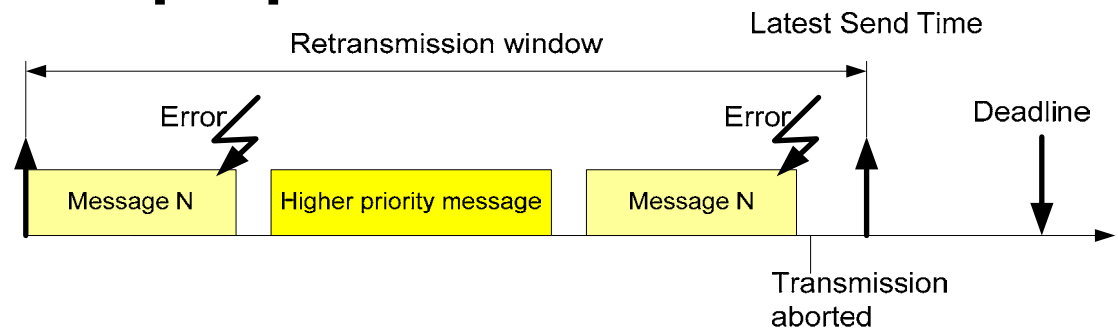 Latest Send Time
Retransmission window
Error
Error
Deadline
Message N
Higher priority message
Message N
Transmission
aborted